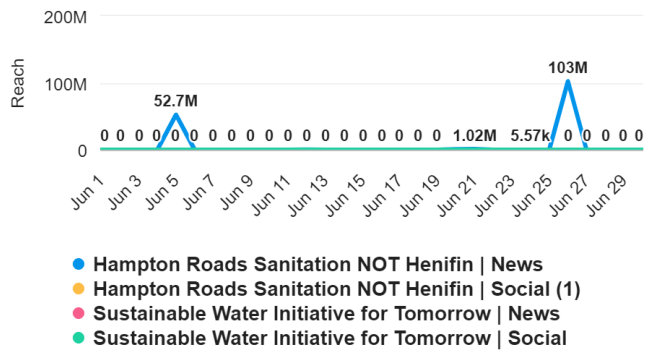 200M
100M
0
Reach
52.7M
103M
0 0 0 0 0 0 0 0 0 0 0 0 0 0 0 0 0 0 0 1.02M 5.57k 0 0 0 0 0
Jun 1 Jun 3 Jun 5 Jun 7 Jun 9 Jun 11 Jun 13 Jun 15 Jun 17 Jun 19 Jun 21 Jun 23 Jun 25 Jun 27 Jun 29
Hampton Roads Sanitation NOT Henifin | News
Hampton Roads Sanitation NOT Henifin | Social (1)
Sustainable Water Initiative for Tomorrow | News
Sustainable Water Initiative for Tomorrow | Social